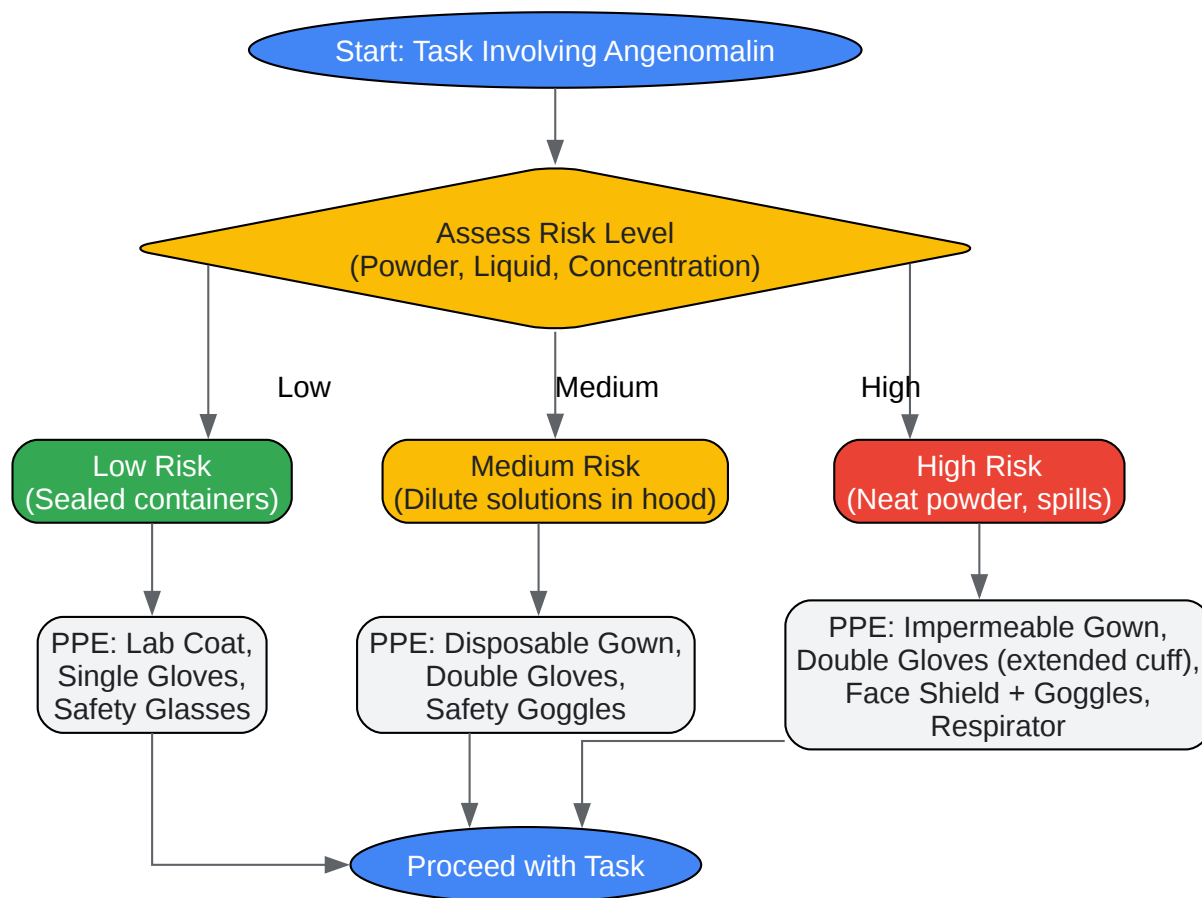 Start: Task Involving Angenomalin
Assess Risk Level
(Powder, Liquid, Concentration)
Low
Medium
High
Low Risk
(Sealed containers)
Medium Risk
(Dilute solutions in hood)
High Risk
(Neat powder, spills)
PPE: Lab Coat,
Single Gloves,
Safety Glasses
PPE: Disposable Gown,
Double Gloves,
Safety Goggles
PPE: Impermeable Gown,
Double Gloves (extended cuff),
Face Shield + Goggles,
Respirator
Proceed with Task